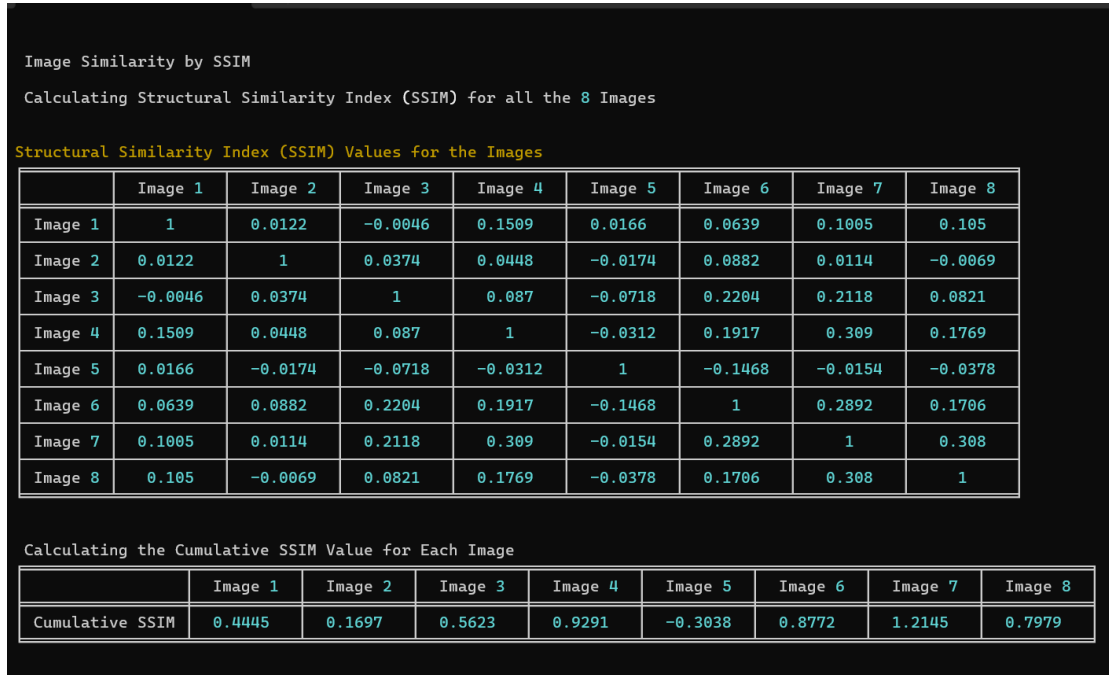 Image Similarity by SSIM
Calculating Structural Similarity Index (SSIM) for all the 8 Images
Structural Similarity Index (SSIM) Values for the Images
Image 1 Image 2 Image 3 Image 4 Image 5 Image 6 Image 7 Image 8
Image 1 1 0.0122 -0.0046 0.1509 0.0166 0.0639 0.1005 0.105
Image 2 0.0122 1 0.0374 0.0448 -0.0174 0.0882 0.0114 -0.0069
Image 3 -0.0046 0.0374 1 0.087 -0.0718 0.2204 0.2118 0.0821
Image 4 0.1509 0.0448 0.087 1 -0.0312 0.1917 0.309 0.1769
Image 5 0.0166 -0.0174 -0.0718 -0.0312 1 -0.1468 -0.0154 -0.0378
Image 6 0.0639 0.0882 0.2204 0.1917 -0.1468 1 0.2892 0.1706
Image 7 0.1005 0.0114 0.2118 0.309 -0.0154 0.2892 1 0.308
Image 8 0.105 -0.0069 0.0821 0.1769 -0.0378 0.1706 0.308 1
Calculating the Cumulative SSIM Value for Each Image
Image 1 Image 2 Image 3 Image 4 Image 5 Image 6 Image 7 Image 8
Cumulative SSIM 0.4445 0.1697 0.5623 0.9291 -0.3038 0.8772 1.2145 0.7979